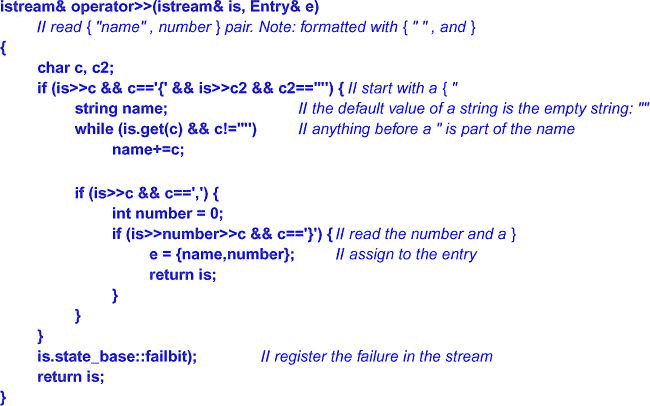 istream& operator>>(istream& is, Entry& e)
// read { "name" , number } pair. Note: formatted with { " " , and }
{
char c, c2;
if (is>>c && c=='{' && is>>c2 && c2=='"') { // start with a { "
string name; // the default value of a string is the empty string: ""
while (is.get(c) && c!='"') // anything before a " is part of the name
name+=c;
if (is>>c && c==',') {
int number = 0;
if (is>>number>>c && c=='}') { // read the number and a }
e = {name,number}; // assign to the entry
return is;
}
}
}
is.state_base::failbit); // register the failure in the stream
return is;
}